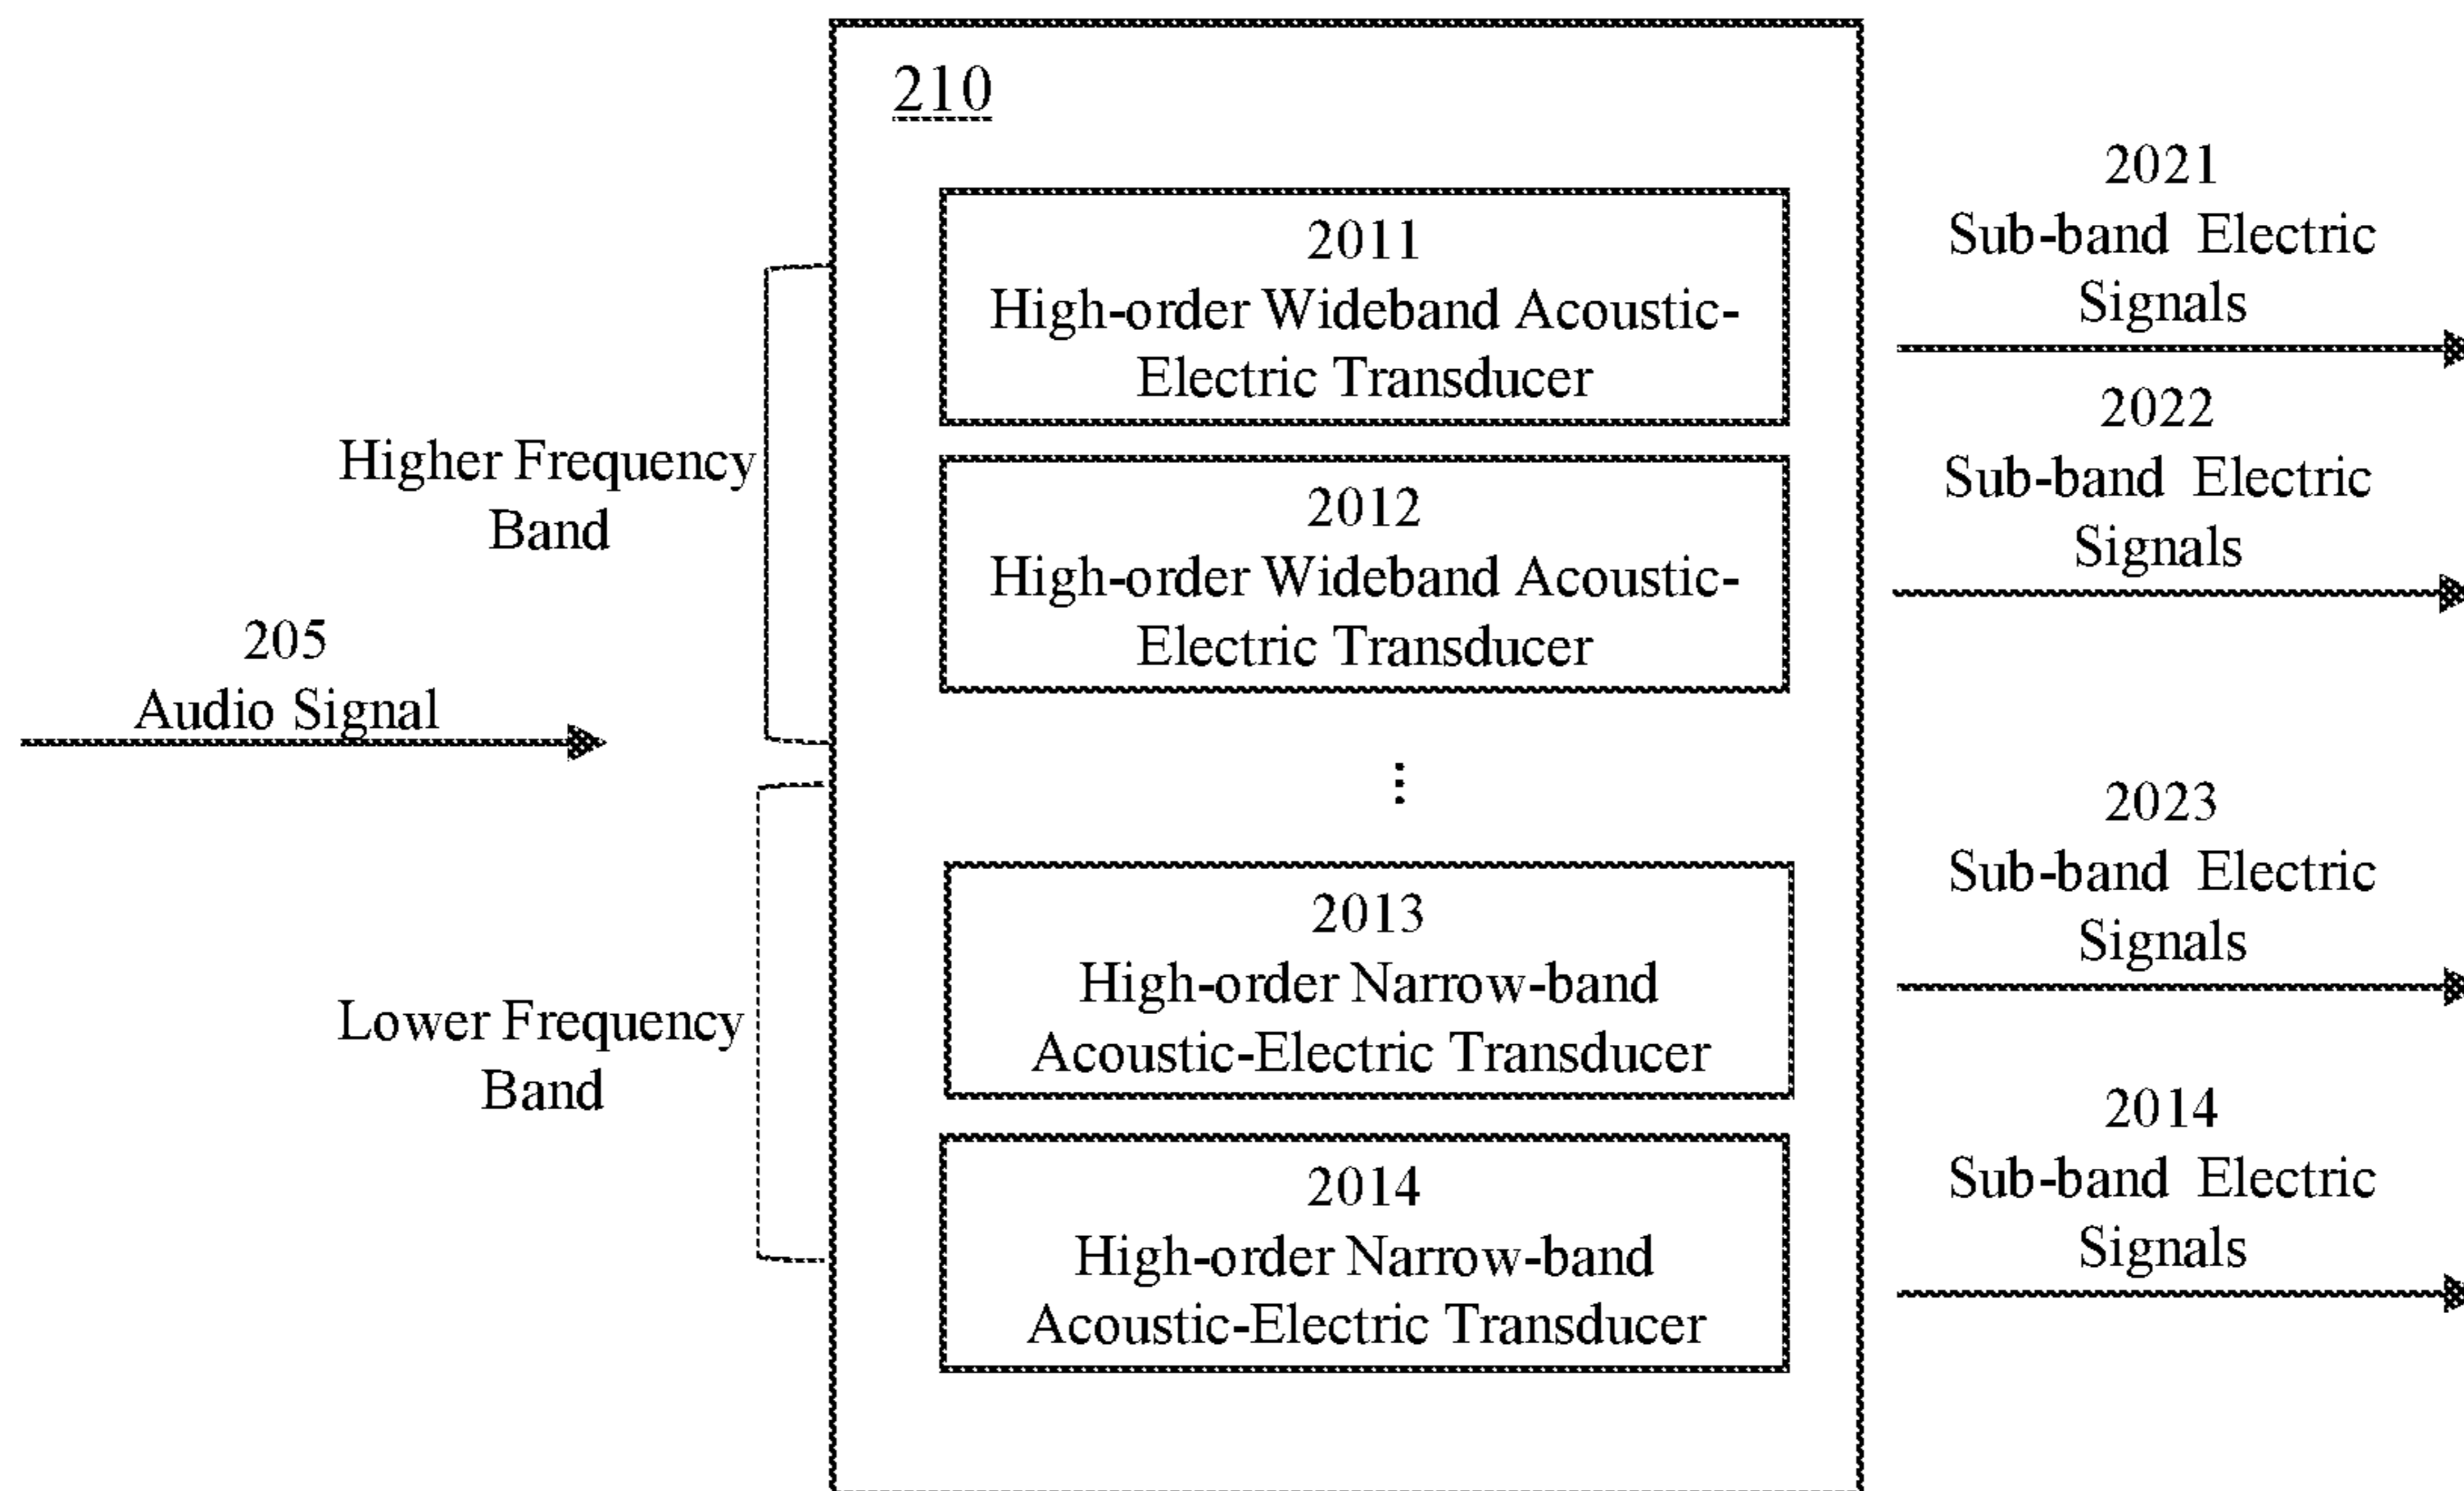 210
2011
High-order Wideband Acoustic-
Electric Transducer
2012
High-order Wideband Acoustic-
Electric Transducer
⋮
2013
High-order Narrow-band
Acoustic-Electric Transducer
2014
High-order Narrow-band
Acoustic-Electric Transducer
Higher Frequency
Band
205
Audio Signal
Lower Frequency
Band
2021
Sub-band Electric
Signals
2022
Sub-band Electric
Signals
2023
Sub-band Electric
Signals
2014
Sub-band Electric
Signals